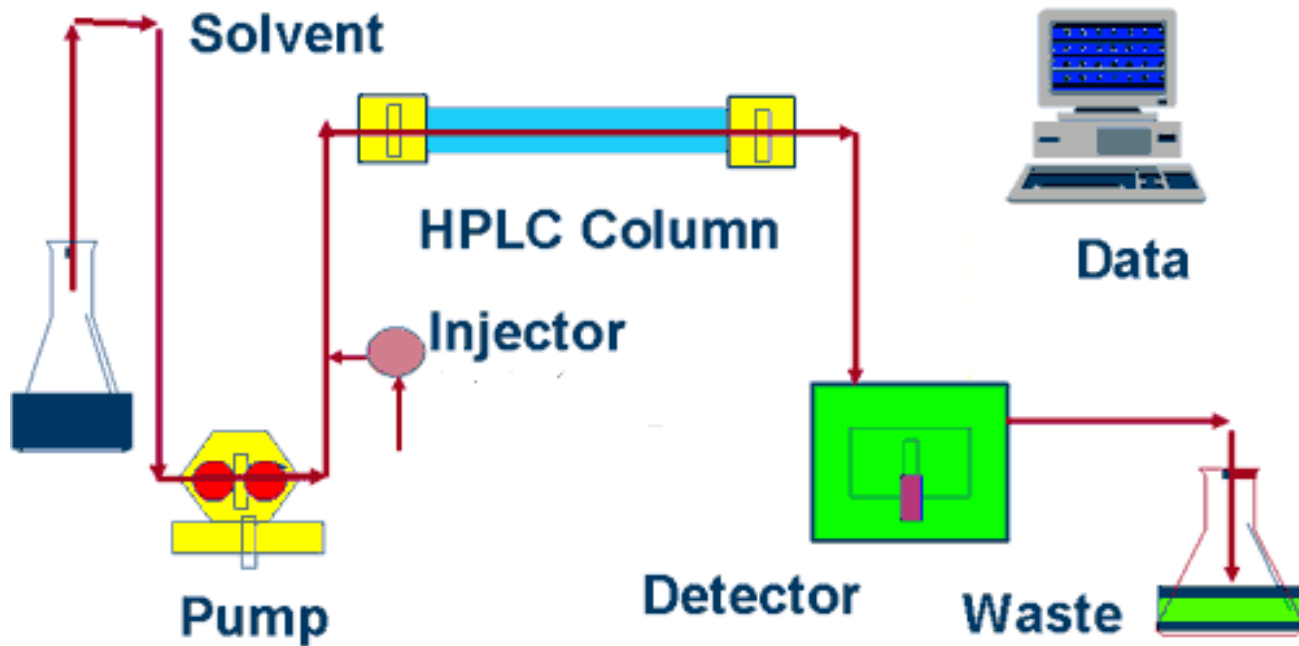 Solvent
HPLC Column
Data
Injector
Pump
Detector
Waste